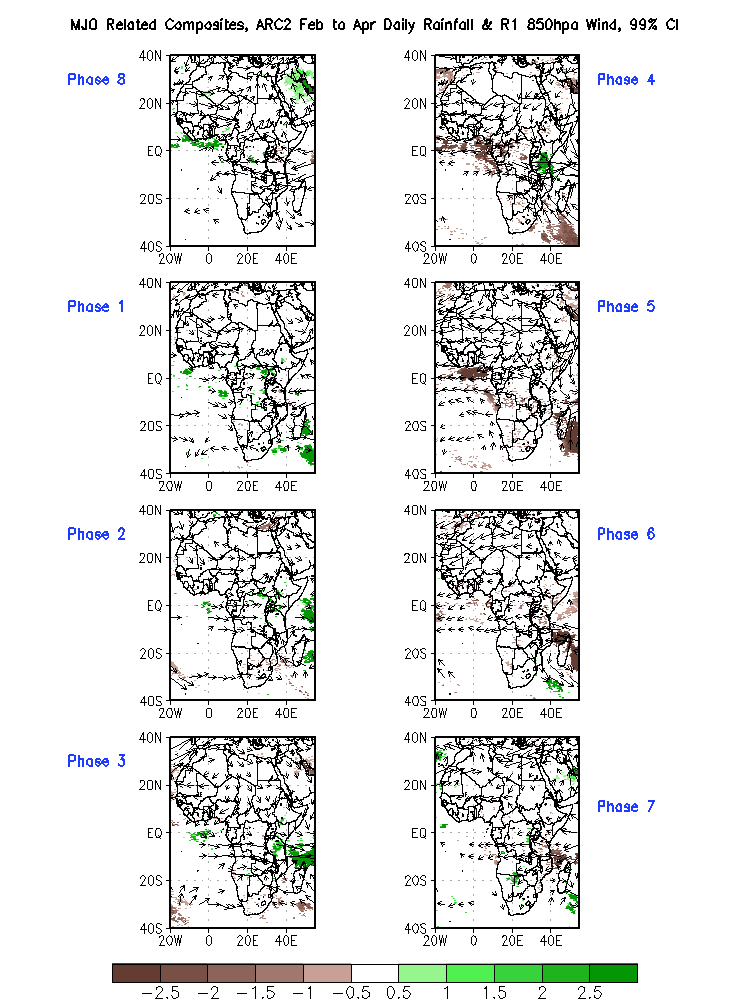 MJO Related Composites, ARC2 Feb to Apr Daily Rainfall & R1 850hpa Wind, 99% CI
Phase 8
40N
20N
EQ
20S
40S
20W 0 20E 40E
Phase 4
40N
20N
EQ
20S
40S
20W 0 20E 40E
Phase 1
40N
20N
EQ
20S
40S
20W 0 20E 40E
Phase 5
40N
20N
EQ
20S
40S
20W 0 20E 40E
Phase 2
40N
20N
EQ
20S
40S
20W 0 20E 40E
Phase 6
40N
20N
EQ
20S
40S
20W 0 20E 40E
Phase 3
40N
20N
EQ
20S
40S
20W 0 20E 40E
Phase 7
40N
20N
EQ
20S
40S
20W 0 20E 40E
−2.5 −2 −1.5 −1 −0.5 0.5 1 1.5 2 2.5